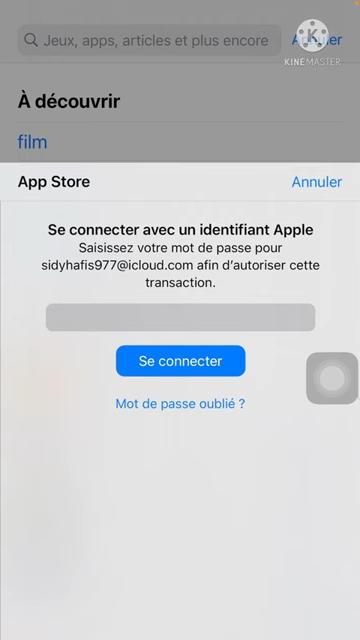 Jeux, apps, articles et plus encore
Annuler
KINEMASTER
À découvrir
film
App Store
Annuler
Se connecter avec un identifiant Apple
Saisissez votre mot de passe pour
sidyhafis977@icloud.com afin d'autoriser cette
transaction.
Se connecter
Mot de passe oublié ?